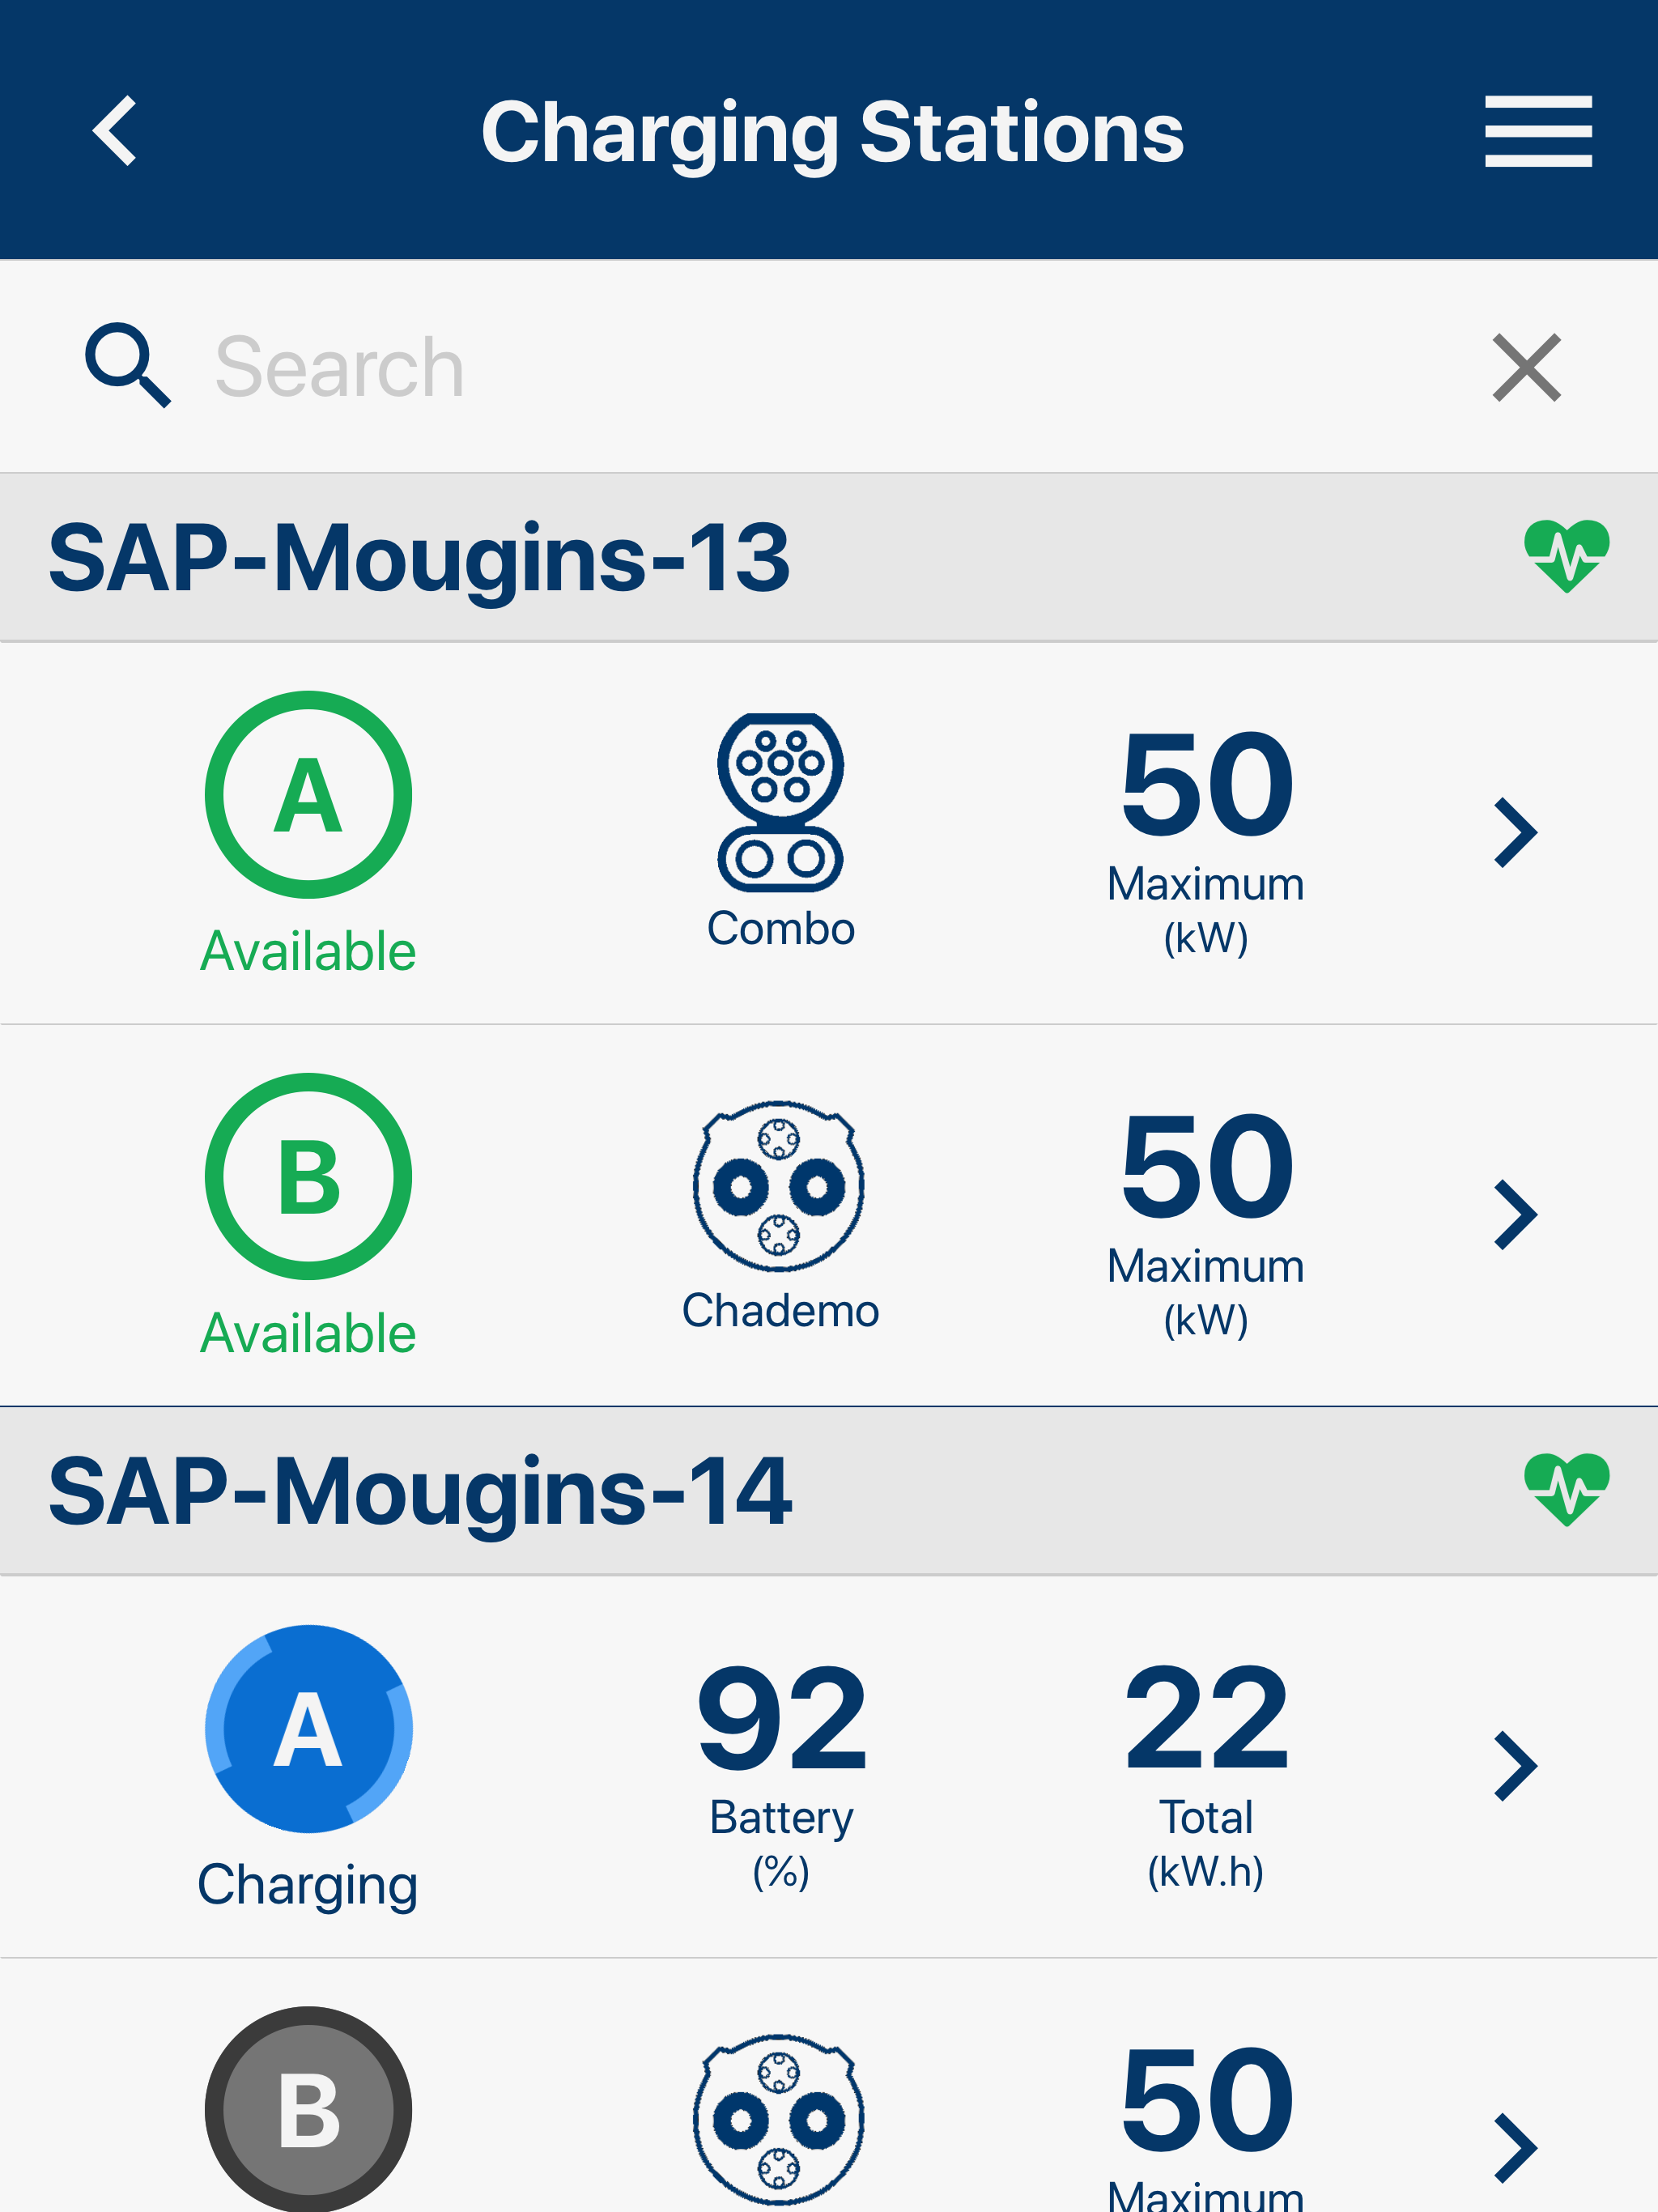 Charging Stations
Search
SAP-Mougins-13
A
Available
Combo
50
Maximum
(kW)
B
Available
Chademo
50
Maximum
(kW)
SAP-Mougins-14
A
Charging
92
Battery
(%)
22
Total
(kW.h)
B
50
Maximum